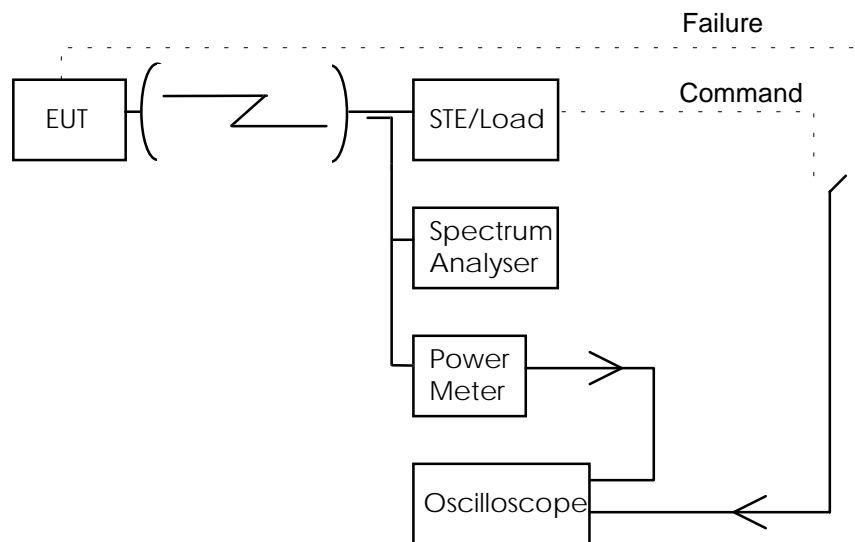 Failure
EUT
STE/Load
Command
Spectrum
Analyser
Power
Meter
Oscilloscope